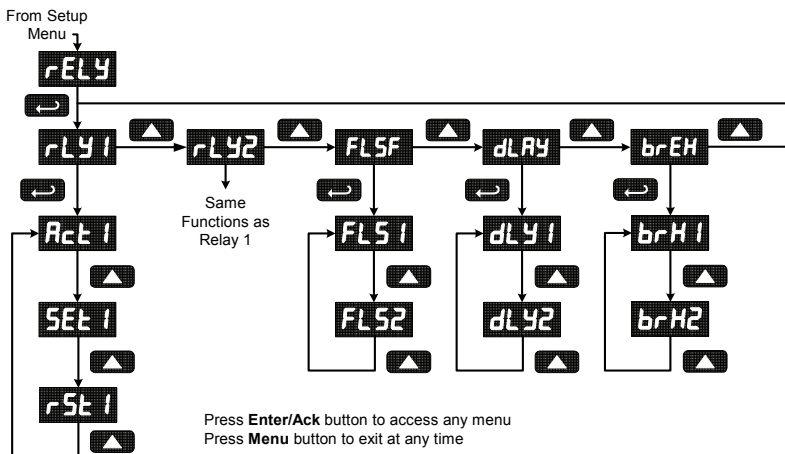 From Setup
Menu
rELY
rLY1
rLY2
FLSF
dLAY
brEH
Same
Functions as
Relay 1
Act1
FLS1
dLY1
brH1
SEt1
FLS2
dLY2
brH2
rSt1
Press Enter/Ack button to access any menu
Press Menu button to exit at any time